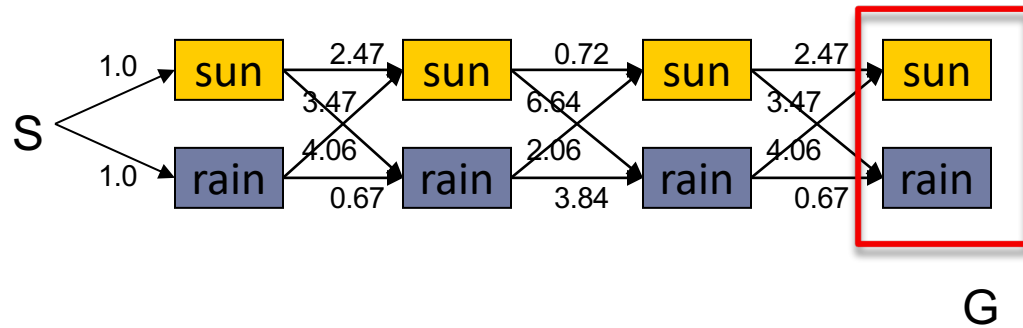 1.0 sun 2.47 sun 0.72 sun 2.47 sun
3.47 6.64 3.47
S
4.06 2.06 4.06
1.0 rain 0.67 rain 3.84 rain 0.67 rain
G